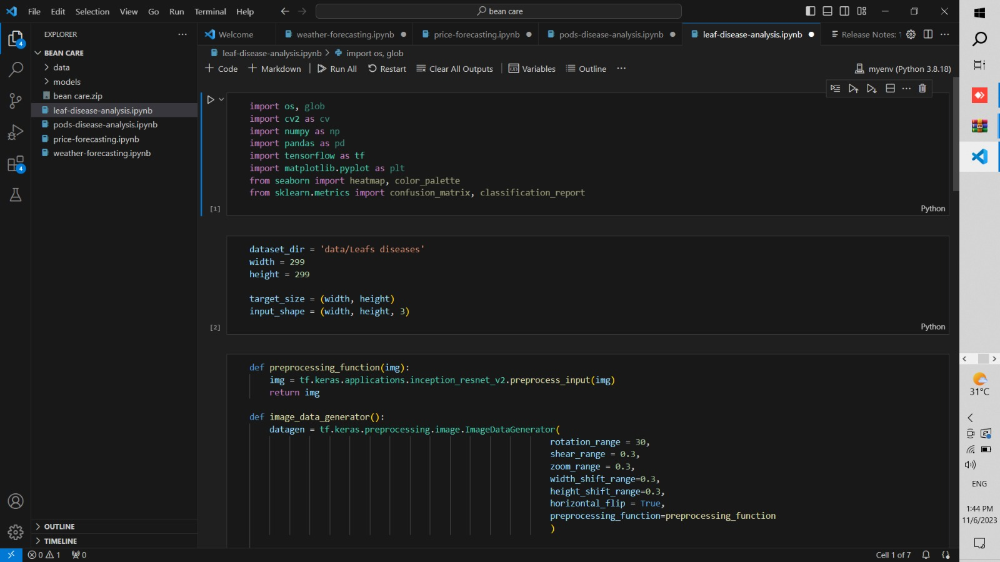 File Edit Selection View Go Run Terminal Help
bean care
EXPLORER
BEAN CARE
data
models
bean care.zip
leaf-disease-analysis.ipynb
pods-disease-analysis.ipynb
price-forecasting.ipynb
weather-forecasting.ipynb
OUTLINE
TIMELINE
4
4
Welcome weather-forecasting.ipynb price-forecasting.ipynb pods-disease-analysis.ipynb leaf-disease-analysis.ipynb Release Notes: 1
leaf-disease-analysis.ipynb > import os, glob
+ Code + Markdown | Run All Restart Clear All Outputs | Variables Outline ... myenv (Python 3.8.18)
import os, glob
import cv2 as cv
import numpy as np
import pandas as pd
import tensorflow as tf
import matplotlib.pyplot as plt
from seaborn import heatmap, color_palette
from sklearn.metrics import confusion_matrix, classification_report
[1] Python
dataset_dir = 'data/Leafs diseases'
width = 299
height = 299
target_size = (width, height)
input_shape = (width, height, 3)
[2] Python
def preprocessing_function(img):
img = tf.keras.applications.inception_resnet_v2.preprocess_input(img)
return img
def image_data_generator():
datagen = tf.keras.preprocessing.image.ImageDataGenerator(
rotation_range = 30,
shear_range = 0.3,
zoom_range = 0.3,
width_shift_range=0.3,
height_shift_range=0.3,
horizontal_flip = True,
preprocessing_function=preprocessing_function
)
0 1 0 Cell 1 of 7
31°C
ENG
1:44 PM
11/6/2023